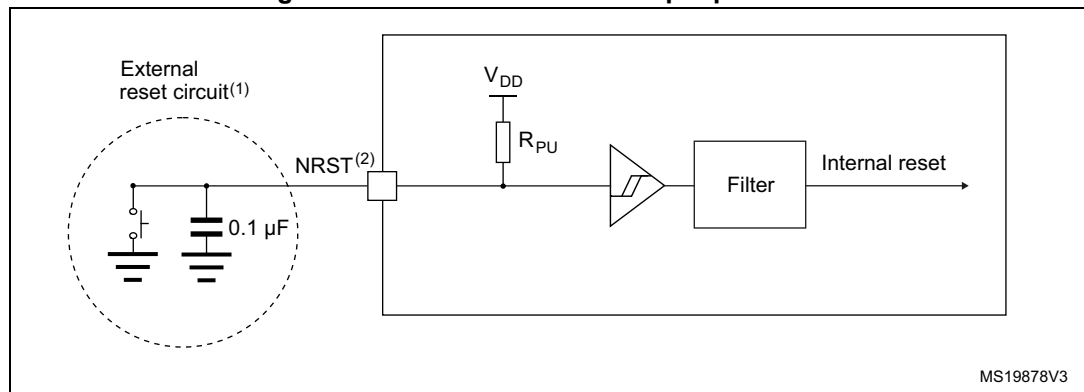 External
reset circuit(1)
VDD
RPU
NRST(2)
0.1 µF
Filter
Internal reset
MS19878V3